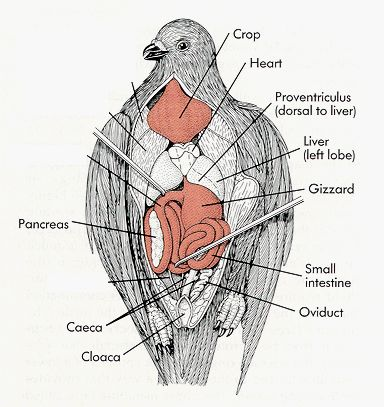 Crop
Heart
Proventriculus
(dorsal to liver)
Liver
(left lobe)
Gizzard
Pancreas
Small
intestine
Oviduct
Caeca
Cloaca